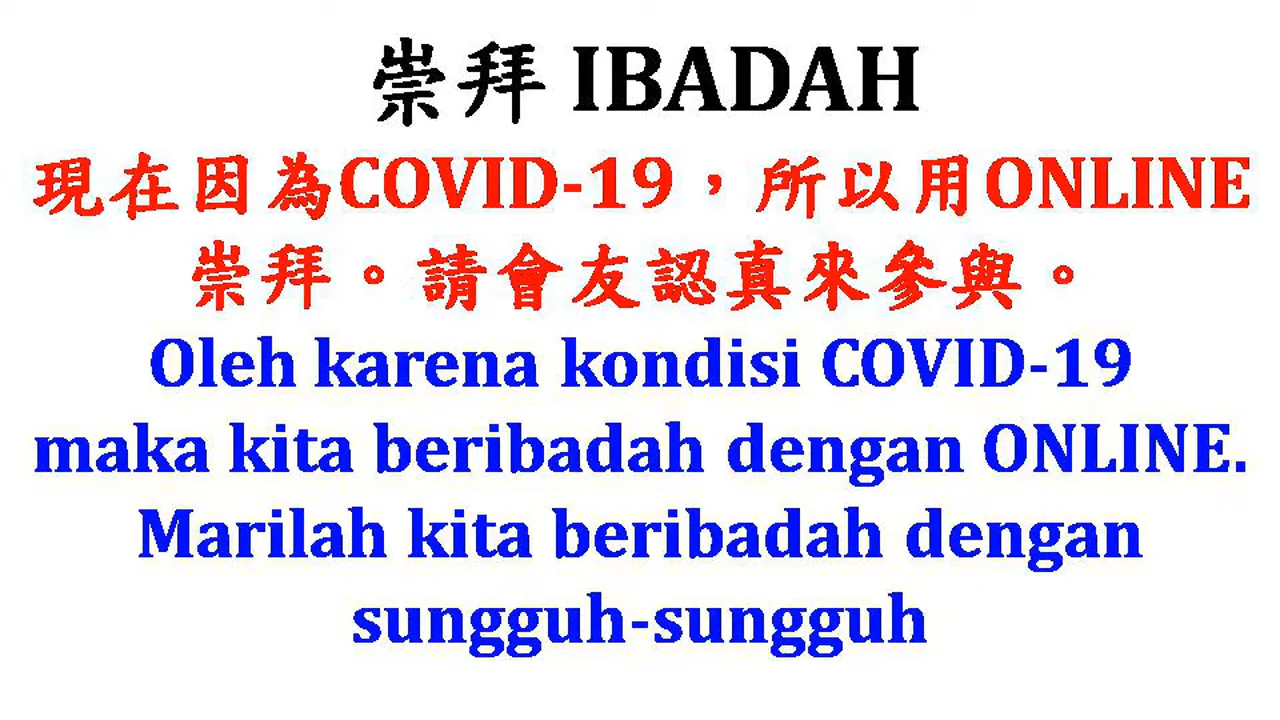 崇拜 IBADAH
現在因為COVID-19，所以用ONLINE
崇拜。請會友認真來參與。
Oleh karena kondisi COVID-19
maka kita beribadah dengan ONLINE.
Marilah kita beribadah dengan
sungguh-sungguh